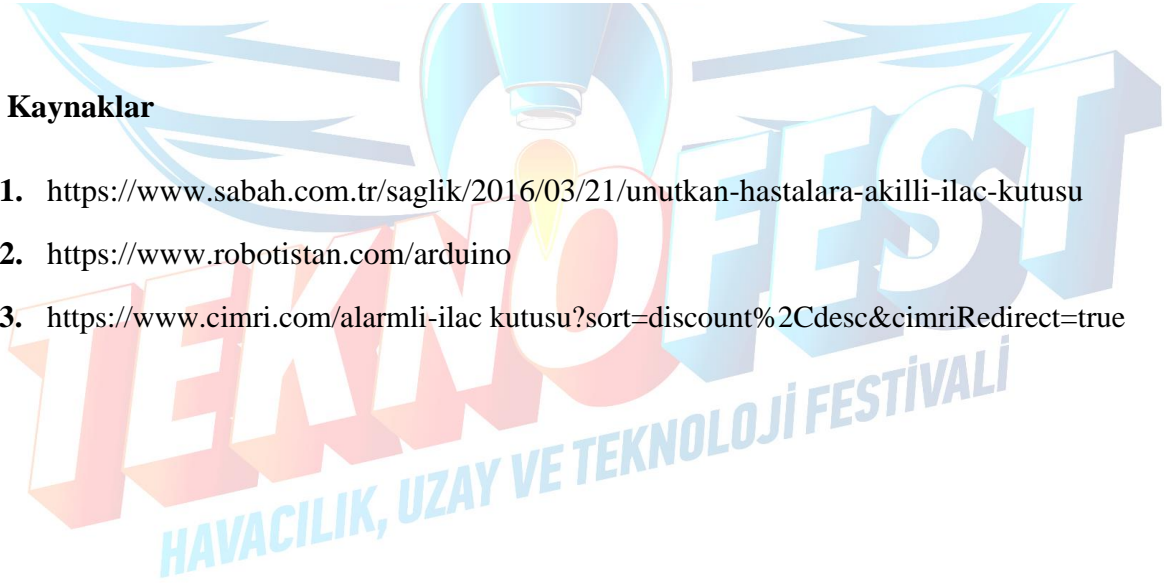 Kaynaklar
1. https://www.sabah.com.tr/saglik/2016/03/21/unutkan-hastalara-akilli-ilac-kutusu
2. https://www.robotistan.com/arduino
3. https://www.cimri.com/alarmli-ilac kutusu?sort=discount%2Cdesc&cimriRedirect=true
TEKNOFEST
HAVACILIK, UZAY VE TEKNOLOJİ FESTİVALİ